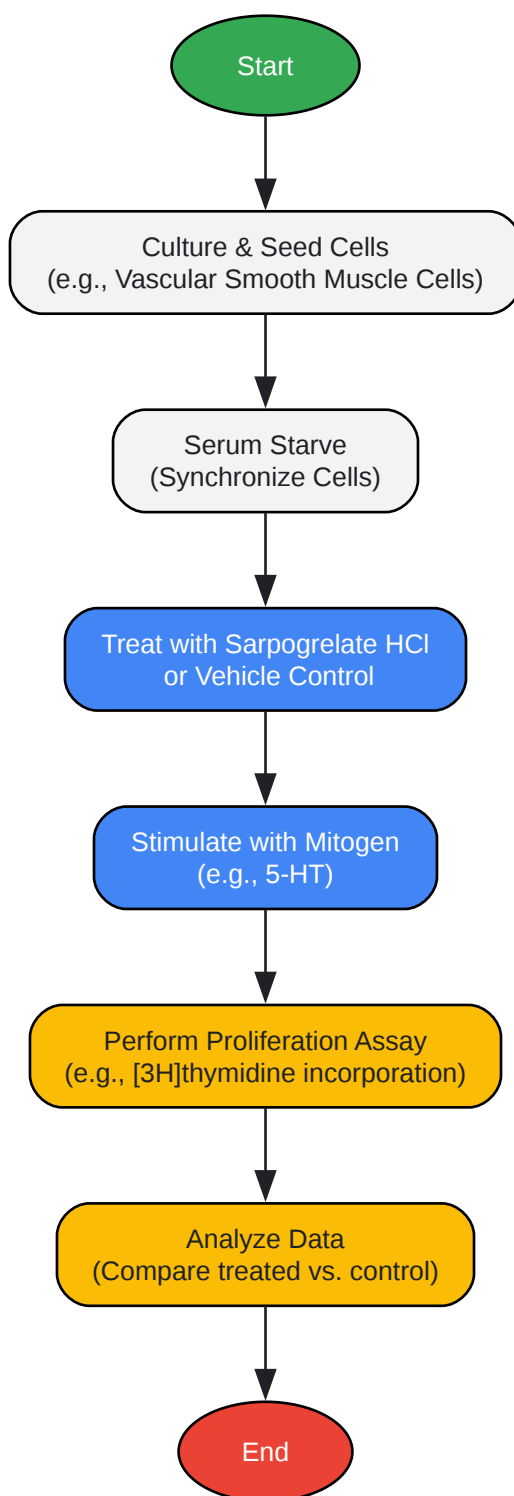 Start
Culture & Seed Cells
(e.g., Vascular Smooth Muscle Cells)
Serum Starve
(Synchronize Cells)
Treat with Sarpogrelate HCl
or Vehicle Control
Stimulate with Mitogen
(e.g., 5-HT)
Perform Proliferation Assay
(e.g., [3H]thymidine incorporation)
Analyze Data
(Compare treated vs. control)
End